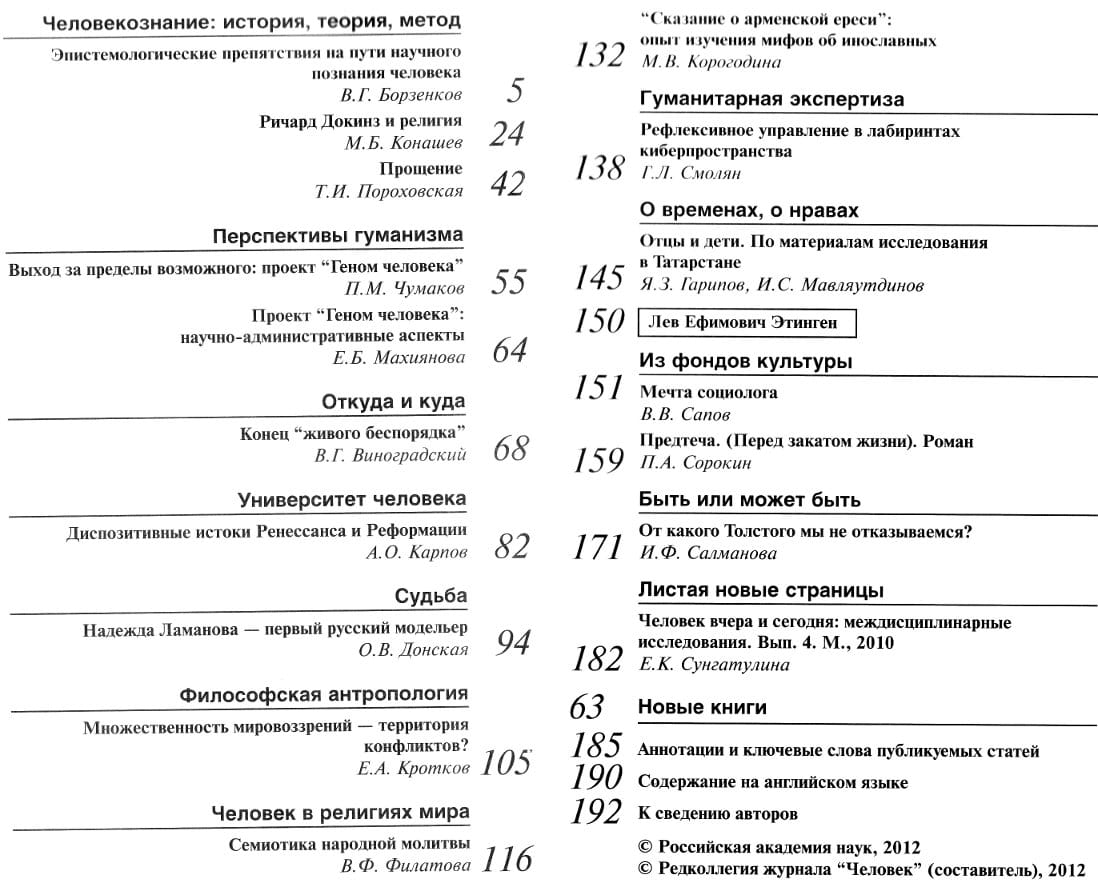 Человекознание: история, теория, метод
Эпистемологические препятствия на пути научного
познания человека
В.Г. Борзенков 5
Ричард Докинз и религия
М.Б. Конашев 24
Прощение
Т.И. Пороховская 42
Перспективы гуманизма
Выход за пределы возможного: проект “Геном человека”
П.М. Чумаков 55
Проект “Геном человека”:
научно-административные аспекты
Е.Б. Махиянова 64
Откуда и куда
Конец “живого беспорядка”
В.Г. Виноградский 68
Университет человека
Диспозитивные истоки Ренессанса и Реформации
А.О. Карпов 82
Судьба
Надежда Ламанова — первый русский модельер
О.В. Донская 94
Философская антропология
Множественность мировоззрений — территория
конфликтов?
Е.А. Кротков 105
Человек в религиях мира
Семиотика народной молитвы
В.Ф. Филатова 116
“Сказание о арменской ереси”:
опыт изучения мифов об инославных
132 М.В. Корогодина
Гуманитарная экспертиза
Рефлексивное управление в лабиринтах
киберпространства
138 Г.Л. Смолян
О временах, о нравах
Отцы и дети. По материалам исследования
в Татарстане
145 Я.З. Гарипов, И.С. Мавляутдинов
150 Лев Ефимович Этинген
Из фондов культуры
151 Мечта социолога
В.В. Сапов
Предтеча. (Перед закатом жизни). Роман
159 П.А. Сорокин
Быть или может быть
От какого Толстого мы не отказываемся?
171 И.Ф. Салманова
Листая новые страницы
Человек вчера и сегодня: междисциплинарные
исследования. Вып. 4. М., 2010
182 Е.К. Сунгатулина
63 Новые книги
185 Аннотации и ключевые слова публикуемых статей
190 Содержание на английском языке
192 К сведению авторов
© Российская академия наук, 2012
© Редколлегия журнала “Человек” (составитель), 2012